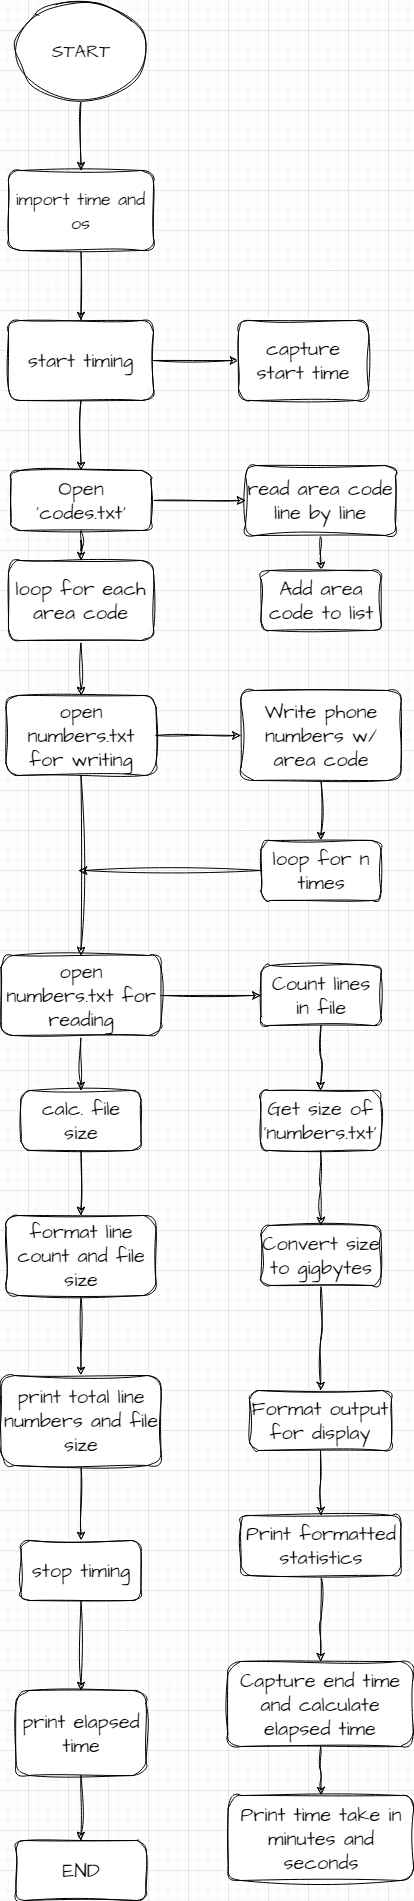 START
import time and
os
start timing
capture
start time
Open
'codes.txt'
read area code
line by line
loop for each
area code
Add area
code to list
open
numbers.txt
for writing
Write phone
numbers w/
area code
loop for n
times
open
numbers.txt for
reading
Count lines
in file
calc. file
size
Get size of
'numbers.txt'
format line
count and file
size
Convert size
to gigbytes
print total line
numbers and file
size
Format output
for display
Print formatted
statistics
stop timing
Capture end time
and calculate
elapsed time
print elapsed
time
Print time take in
minutes and
seconds
END